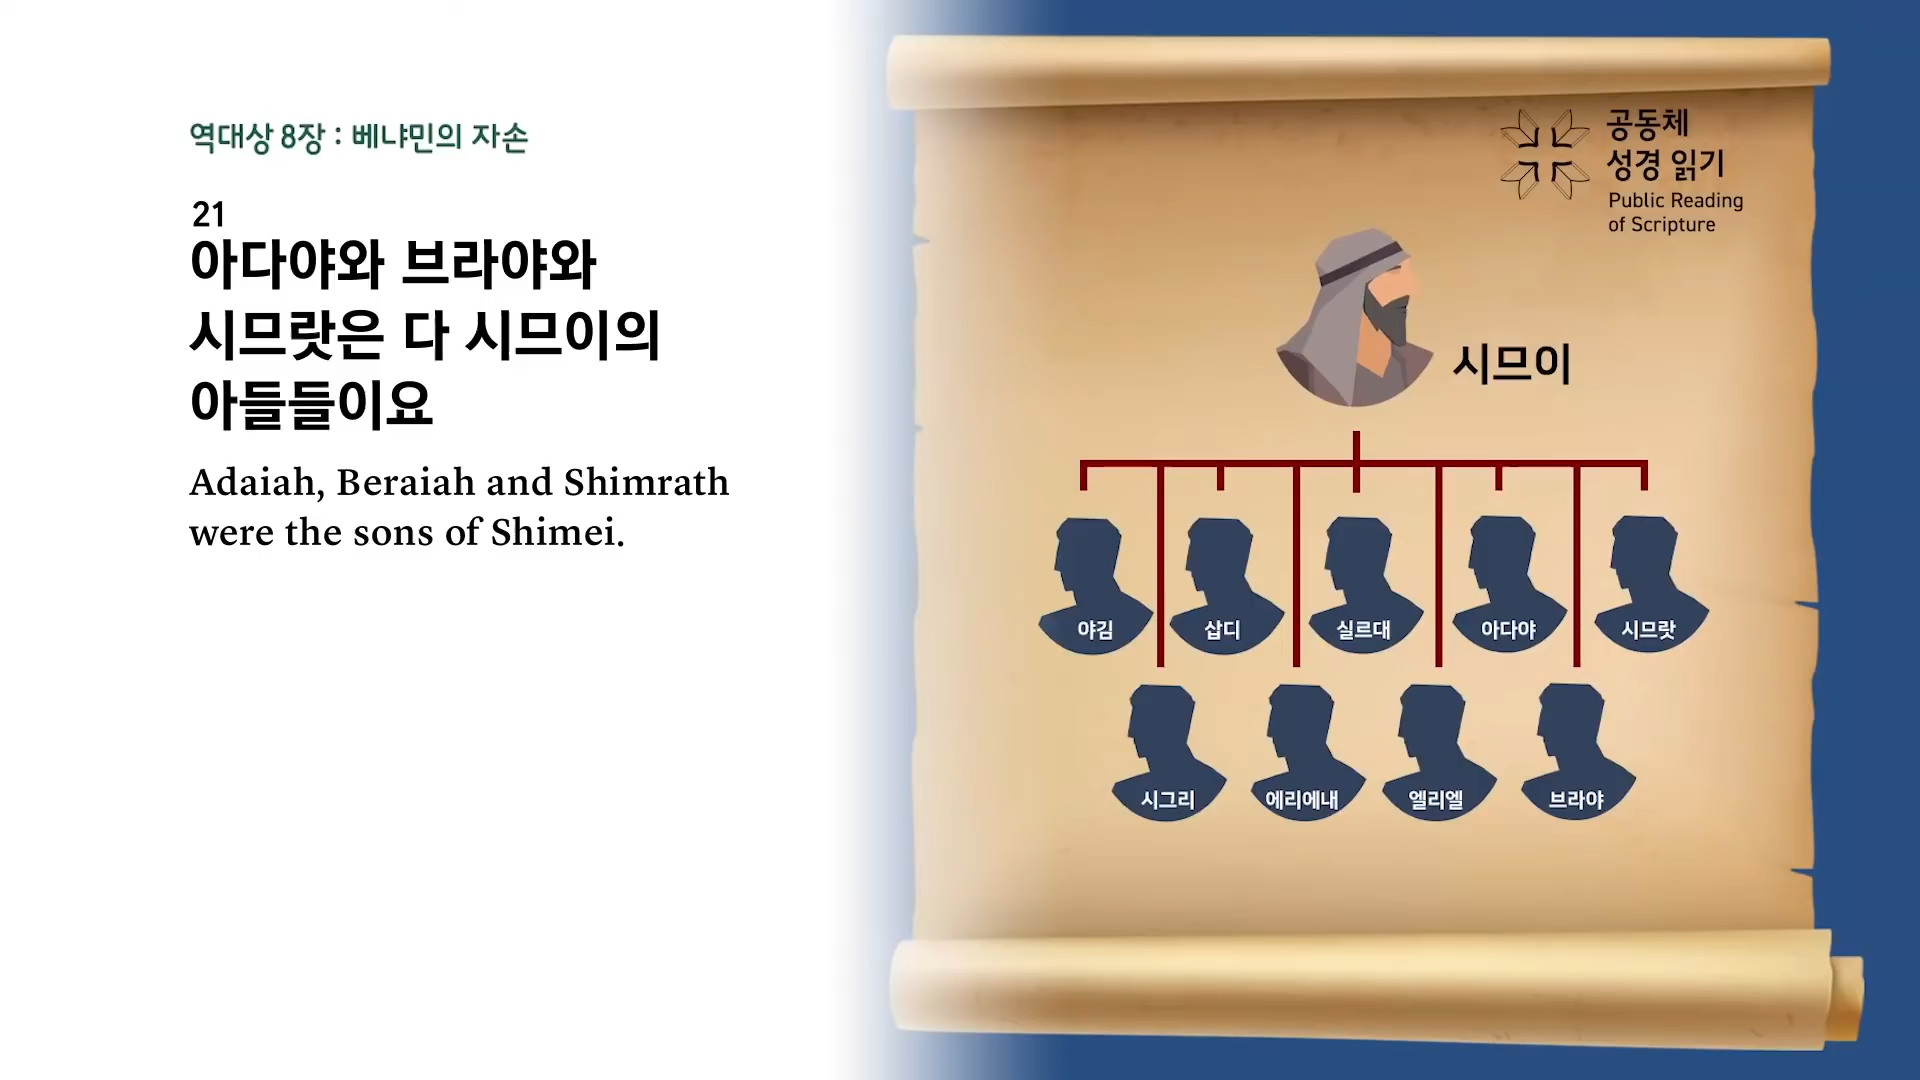 역대상 8장 : 베냐민의 자손
21
아다야와 브라야와
시므랏은 다 시므이의
아들들이요
Adaiah, Beraiah and Shimrath
were the sons of Shimei.
공동체
성경 읽기
Public Reading
of Scripture
시므이
야김
삽디
실르대
아다야
시므랏
시그리
에리에내
엘리엘
브라야